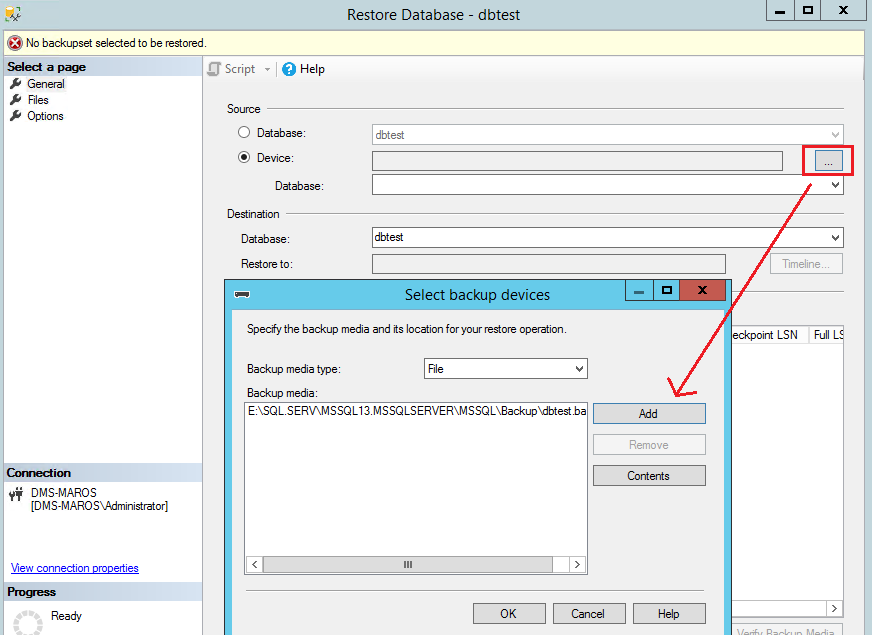 Restore Database - dbtest
No backupset selected to be restored.
Select a page
General
Files
Options
Script
Help
Source
Database:
dbtest
Device:
...
Database:
Destination
Database:
dbtest
Restore to:
Timeline...
Select backup devices
Specify the backup media and its location for your restore operation.
Backup media type:
File
Backup media:
E:\SQL.SERV\MSSQL13.MSSQLSERVER\MSSQL\Backup\dbtest.ba
Add
Remove
Contents
OK
Cancel
Help
eckpoint LSN
Full LS
Verify Backup Media
Connection
DMS-MAROS
[DMS-MAROS\Administrator]
View connection properties
Progress
Ready